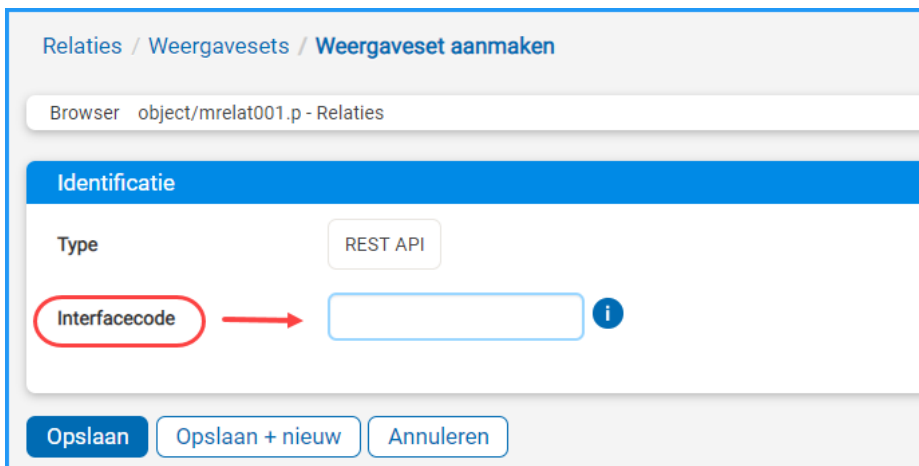 Relaties / Weergavesets / Weergaveset aanmaken
Browser object/mrelat001.p - Relaties
Identificatie
Type REST API
Interfacecode i
Opslaan Opslaan + nieuw Annuleren